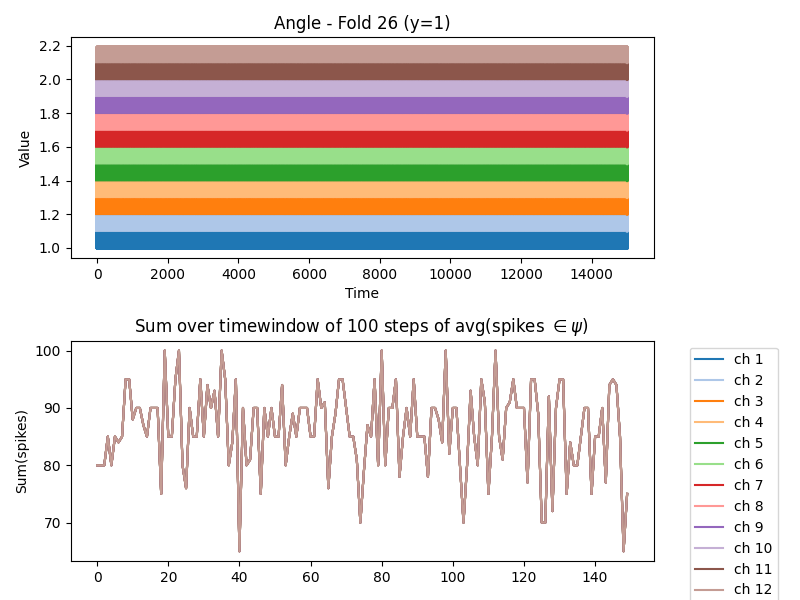 Angle - Fold 26 (y=1)
2.2
2.0
1.8
1.6
1.4
1.2
1.0
Value
0 2000 4000 6000 8000 10000 12000 14000
Time
Sum over timewindow of 100 steps of avg(spikes ∈ ψ)
100
90
80
70
Sum(spikes)
0 20 40 60 80 100 120 140
ch 1
ch 2
ch 3
ch 4
ch 5
ch 6
ch 7
ch 8
ch 9
ch 10
ch 11
ch 12